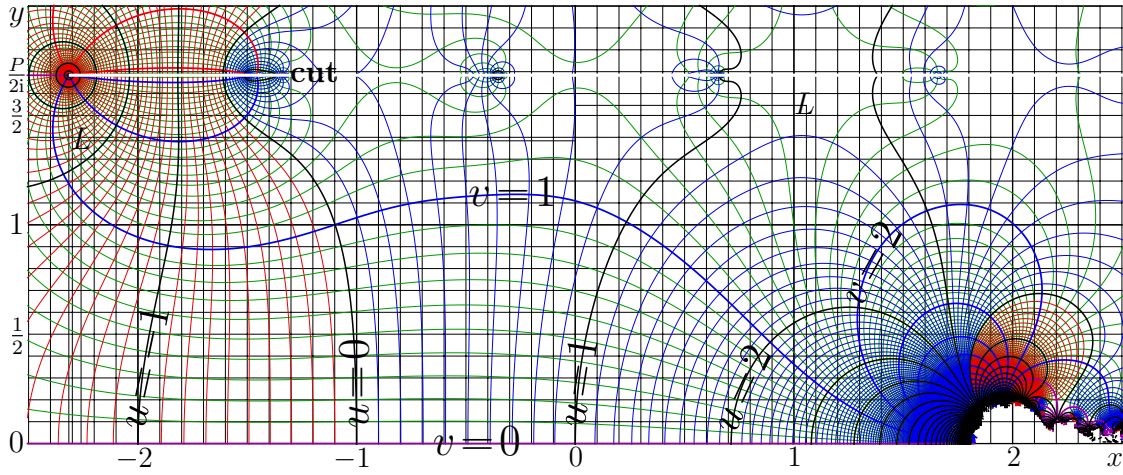 y
P/2i
cut
3/2
L
L
v=1
1
v=2
1/2
u=-1
u=0
u=1
u=2
0
v=0
−2
−1
0
1
2
x